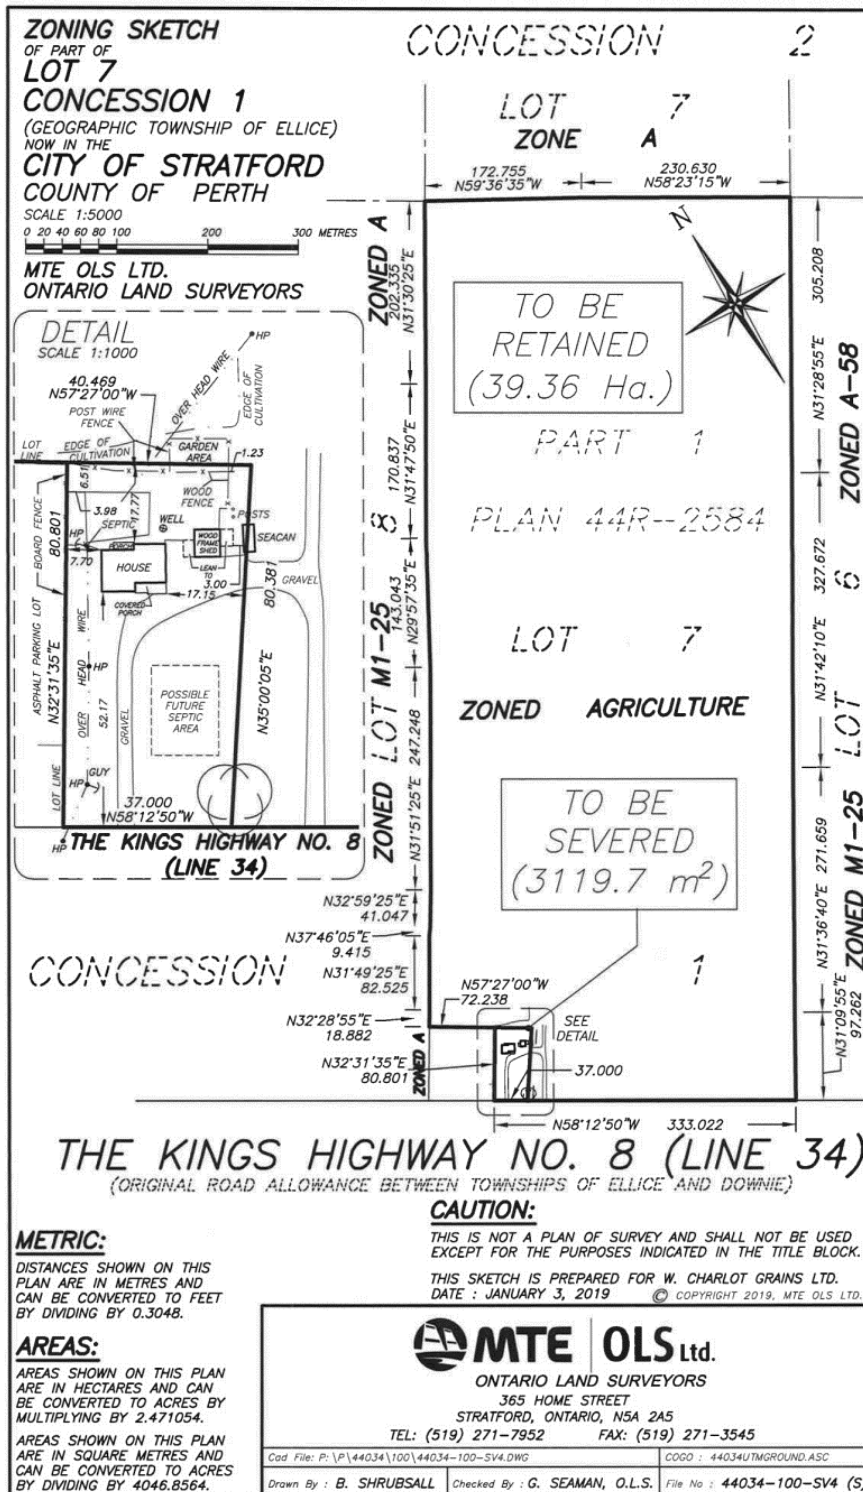 ZONING SKETCH
OF PART OF
LOT 7
CONCESSION 1
(GEOGRAPHIC TOWNSHIP OF ELLICE)
NOW IN THE
CITY OF STRATFORD
COUNTY OF PERTH
SCALE 1:5000
0 20 40 60 80 100 200 300 METRES
MTE OLS LTD.
ONTARIO LAND SURVEYORS
DETAIL
SCALE 1:1000
HP
40.469
N57°27'00"W
OVER HEAD WIRE
EDGE OF
CULTIVATION
POST WIRE
FENCE
LOT
LINE
EDGE OF
CULTIVATION
GARDEN
AREA
1.23
6.51
BOARD FENCE
80.801
3.98
17.77
SEPTIC
WOOD
FENCE
WELL
POSTS
HP
7.70
PORCH
HOUSE
WOOD
FRAME
SHED
SEACAN
LEAN
TO
3.00
17.15
80.381
GRAVEL
COVERED
PORCH
ASPHALT PARKING LOT
N32°31'35"E
OVER HEAD WIRE
HP
52.17
GRAVEL
POSSIBLE
FUTURE
SEPTIC
AREA
N35°00'05"E
LOT LINE
HP
GUY
37.000
N58°12'50"W
HP
THE KINGS HIGHWAY NO. 8
(LINE 34)
CONCESSION 2
LOT 7
ZONE A
172.755
N59°36'35"W
230.630
N58°23'15"W
N
ZONED A
202.335
N31°30'25"E
170.837
N31°47'50"E
8
143.043
N29°57'35"E
ZONED LOT M1-25
247.248
N31°51'25"E
N32°59'25"E
41.047
N37°46'05"E
9.415
N31°49'25"E
82.525
N32°28'55"E
18.882
N32°31'35"E
80.801
ZONED A
TO BE
RETAINED
(39.36 Ha.)
PART 1
PLAN 44R-2584
LOT 7
ZONED AGRICULTURE
TO BE
SEVERED
(3119.7 m²)
1
N57°27'00"W
72.238
SEE
DETAIL
37.000
N58°12'50"W 333.022
305.208
N31°28'55"E
ZONED A-58
327.672
N31°42'10"E
LOT 6
271.659
N31°36'40"E
ZONED M1-25
N31°09'55"E
97.262
CONCESSION
THE KINGS HIGHWAY NO. 8 (LINE 34)
(ORIGINAL ROAD ALLOWANCE BETWEEN TOWNSHIPS OF ELLICE AND DOWNIE)
METRIC:
DISTANCES SHOWN ON THIS
PLAN ARE IN METRES AND
CAN BE CONVERTED TO FEET
BY DIVIDING BY 0.3048.
AREAS:
AREAS SHOWN ON THIS PLAN
ARE IN HECTARES AND CAN
BE CONVERTED TO ACRES BY
MULTIPLYING BY 2.471054.
AREAS SHOWN ON THIS PLAN
ARE IN SQUARE METRES AND
CAN BE CONVERTED TO ACRES
BY DIVIDING BY 4046.8564.
CAUTION:
THIS IS NOT A PLAN OF SURVEY AND SHALL NOT BE USED
EXCEPT FOR THE PURPOSES INDICATED IN THE TITLE BLOCK.
THIS SKETCH IS PREPARED FOR W. CHARLOT GRAINS LTD.
DATE : JANUARY 3, 2019 © COPYRIGHT 2019, MTE OLS LTD.
MTE OLS Ltd.
ONTARIO LAND SURVEYORS
365 HOME STREET
STRATFORD, ONTARIO, N5A 2A5
TEL: (519) 271-7952 FAX: (519) 271-3545
Cad File: P:\P\44034\100\44034-100-SV4.DWG COGO : 44034UTMGROUND.ASC
Drawn By : B. SHRUBSALL Checked By : G. SEAMAN, O.L.S. File No : 44034-100-SV4 (S